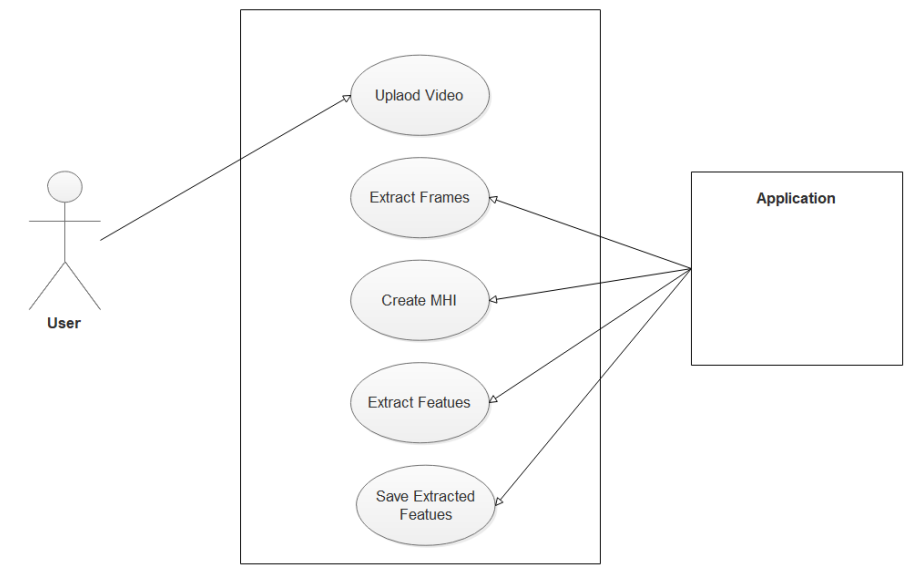 Uplaod Video
Extract Frames
Application
Create MHI
User
Extract Featues
Save Extracted
Featues